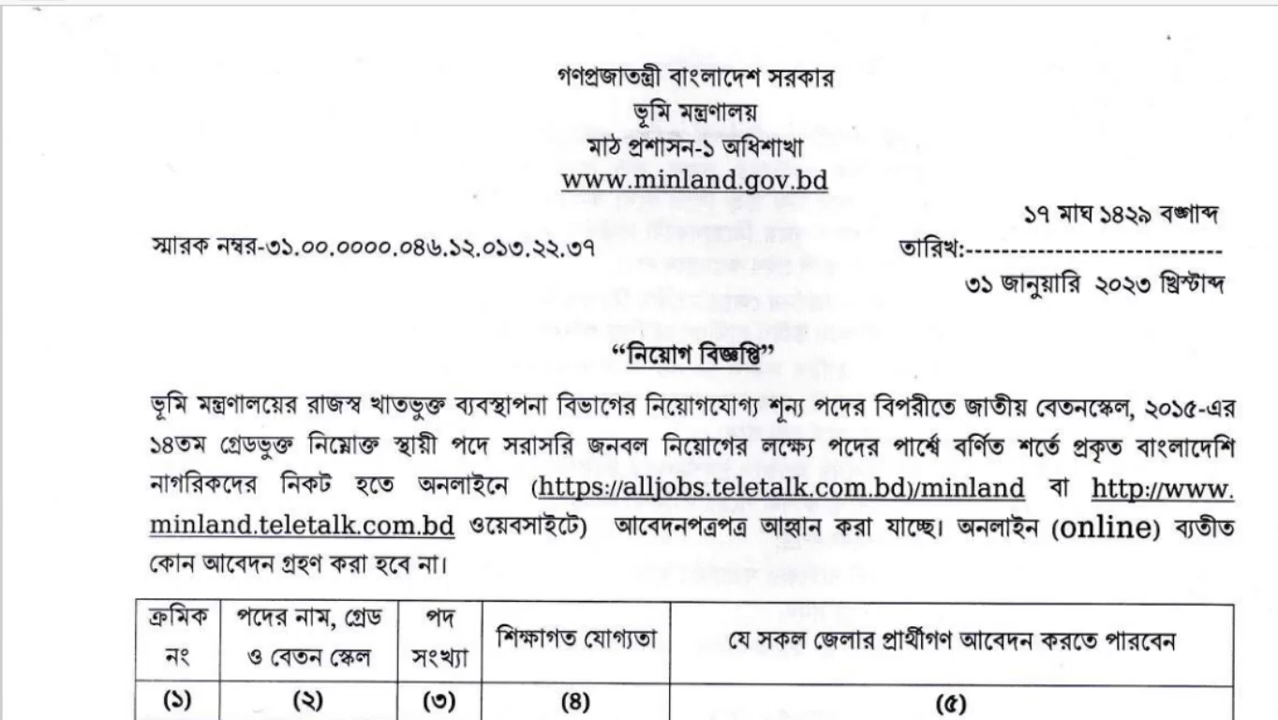 গণপ্রজাতন্ত্রী বাংলাদেশ সরকার
ভূমি মন্ত্রণালয়
মাঠ প্রশাসন-১ অধিশাখা
www.minland.gov.bd
১৭ মাঘ ১৪২৯ বঙ্গাব্দ
স্মারক নম্বর-৩১.০০.০০০০.০৪৬.১২.০১৩.২২.৩৭ তারিখ:---------------------------
৩১ জানুয়ারি ২০২৩ খ্রিস্টাব্দ
“নিয়োগ বিজ্ঞপ্তি”
ভূমি মন্ত্রণালয়ের রাজস্ব খাতভুক্ত ব্যবস্থাপনা বিভাগের নিয়োগযোগ্য শূন্য পদের বিপরীতে জাতীয় বেতনস্কেল, ২০১৫-এর
১৪তম গ্রেডভুক্ত নিম্নোক্ত স্থায়ী পদে সরাসরি জনবল নিয়োগের লক্ষ্যে পদের পার্শ্বে বর্ণিত শর্তে প্রকৃত বাংলাদেশি
নাগরিকদের নিকট হতে অনলাইনে (https://alljobs.teletalk.com.bd)/minland বা http://www.
minland.teletalk.com.bd ওয়েবসাইটে) আবেদনপত্রপত্র আহ্বান করা যাচ্ছে। অনলাইন (online) ব্যতীত
কোন আবেদন গ্রহণ করা হবে না।
ক্রমিক নং পদের নাম, গ্রেড ও বেতন স্কেল পদ সংখ্যা শিক্ষাগত যোগ্যতা যে সকল জেলার প্রার্থীগণ আবেদন করতে পারবেন
(১) (২) (৩) (৪) (৫)